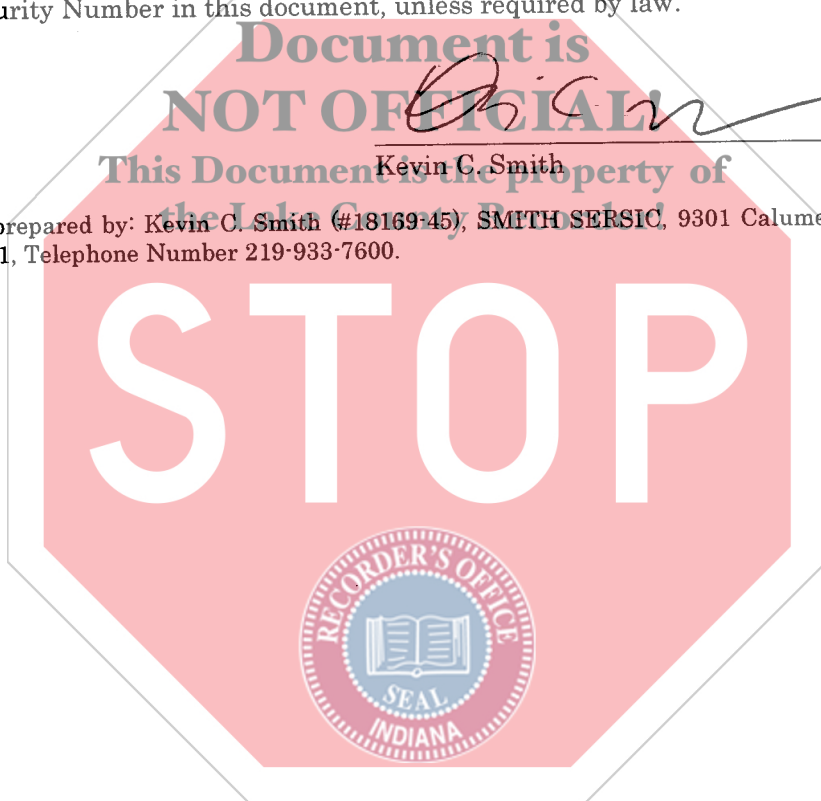 urity Number in this document, unless required by law.
Document is
NOT OFFICIAL!
This Document is the property of
the Lake County Recorder!
Kevin C. Smith
prepared by: Kevin C. Smith (#18169-45), SMITH SERSIC, 9301 Calume
1, Telephone Number 219-933-7600.
STOP
RECORDER'S OFFICE
SEAL
INDIANA